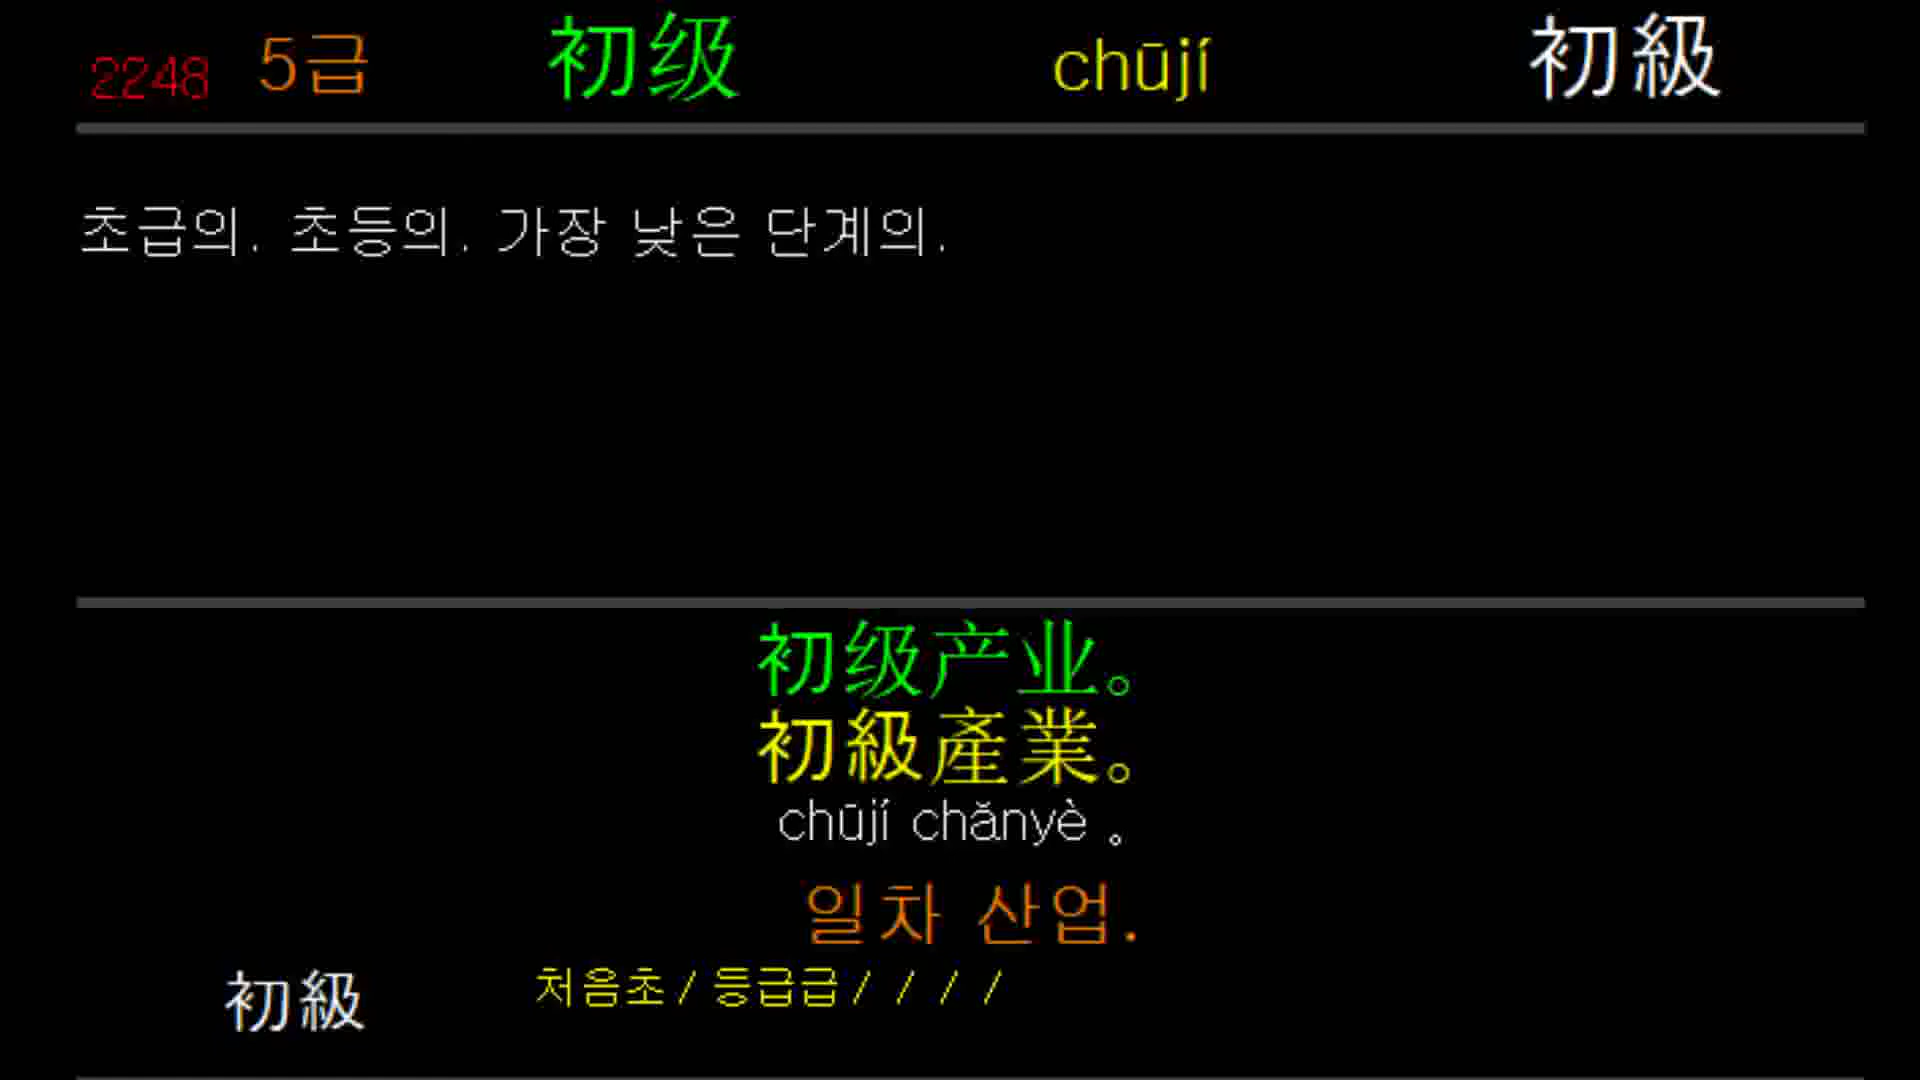 2248 5급 初级 chūjí 初級
초급의. 초등의. 가장 낮은 단계의.
初级产业。
初級產業。
chūjí chǎnyè 。
일차 산업.
初級 처음초/등급급/ / / /